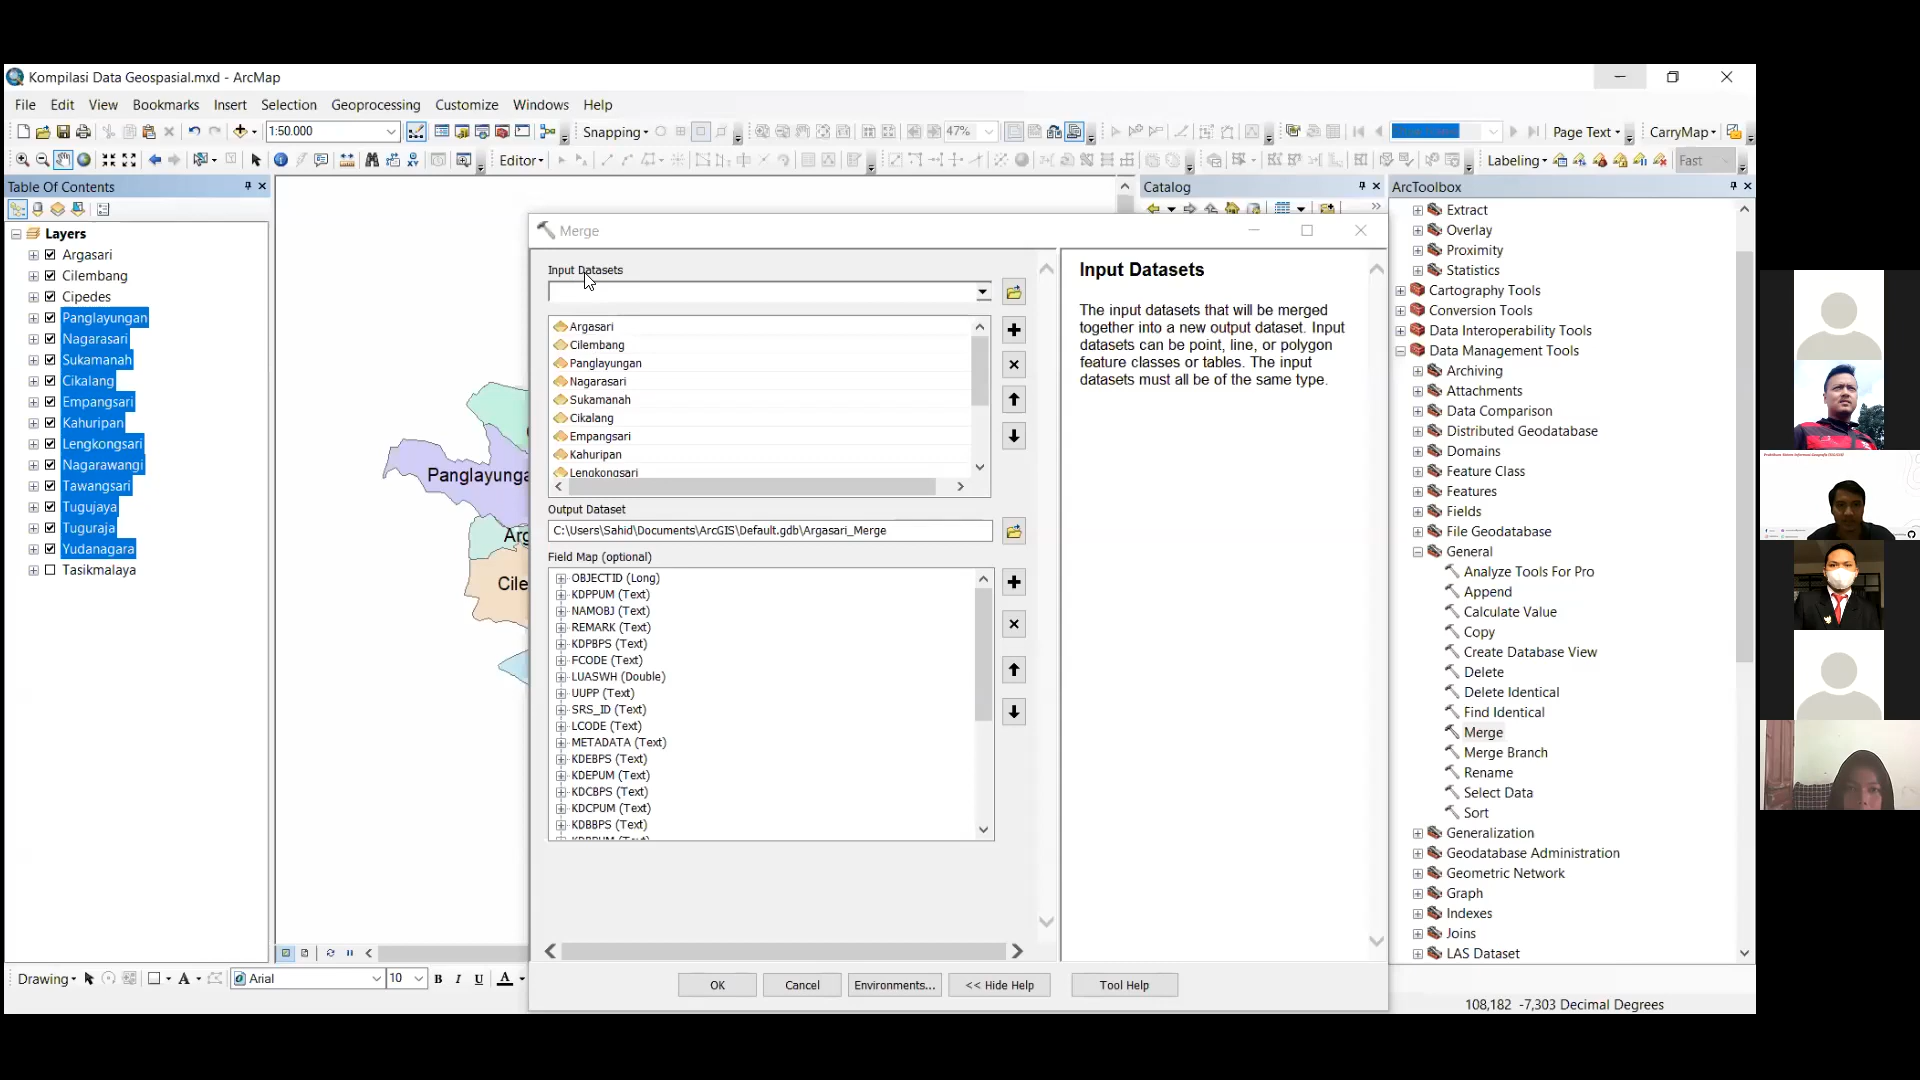 Kompilasi Data Geospasial.mxd - ArcMap
File Edit View Bookmarks Insert Selection Geoprocessing Customize Windows Help
1:50.000 Snapping 47% Page Text CarryMap
Editor Labeling Fast
Table Of Contents
Layers
Argasari
Cilembang
Cipedes
Panglayungan
Nagarasari
Sukamanah
Cikalang
Empangsari
Kahuripan
Lengkongsari
Nagarawangi
Tawangsari
Tugujaya
Tuguraja
Yudanagara
Tasikmalaya
Panglayunga
Arg
Cile
Merge
Input Datasets
Argasari
Cilembang
Panglayungan
Nagarasari
Sukamanah
Cikalang
Empangsari
Kahuripan
Lengkongsari
Output Dataset
C:\Users\Sahid\Documents\ArcGIS\Default.gdb\Argasari_Merge
Field Map (optional)
OBJECTID (Long)
KDPPUM (Text)
NAMOBJ (Text)
REMARK (Text)
KDPBPS (Text)
FCODE (Text)
LUASWH (Double)
UUPP (Text)
SRS_ID (Text)
LCODE (Text)
METADATA (Text)
KDEBPS (Text)
KDEPUM (Text)
KDCBPS (Text)
KDCPUM (Text)
KDBBPS (Text)
OK Cancel Environments... << Hide Help Tool Help
Input Datasets
The input datasets that will be merged
together into a new output dataset. Input
datasets can be point, line, or polygon
feature classes or tables. The input
datasets must all be of the same type.
Catalog
ArcToolbox
Extract
Overlay
Proximity
Statistics
Cartography Tools
Conversion Tools
Data Interoperability Tools
Data Management Tools
Archiving
Attachments
Data Comparison
Distributed Geodatabase
Domains
Feature Class
Features
Fields
File Geodatabase
General
Analyze Tools For Pro
Append
Calculate Value
Copy
Create Database View
Delete
Delete Identical
Find Identical
Merge
Merge Branch
Rename
Select Data
Sort
Generalization
Geodatabase Administration
Geometric Network
Graph
Indexes
Joins
LAS Dataset
Drawing A Arial 10 B I U A
108,182 -7,303 Decimal Degrees